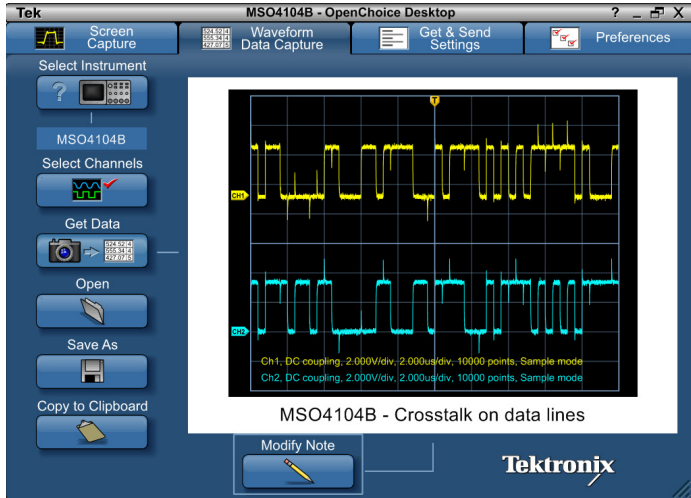 Tek
MSO4104B - OpenChoice Desktop
? _ X
Screen
Capture
Waveform
Data Capture
Get & Send
Settings
Preferences
Select Instrument
?
MSO4104B
Select Channels
Get Data
Open
Save As
Copy to Clipboard
T
CH1
CH2
Ch1, DC coupling, 2.000V/div, 2.000us/div, 10000 points, Sample mode
Ch2, DC coupling, 2.000V/div, 2.000us/div, 10000 points, Sample mode
MSO4104B - Crosstalk on data lines
Modify Note
Tektronix